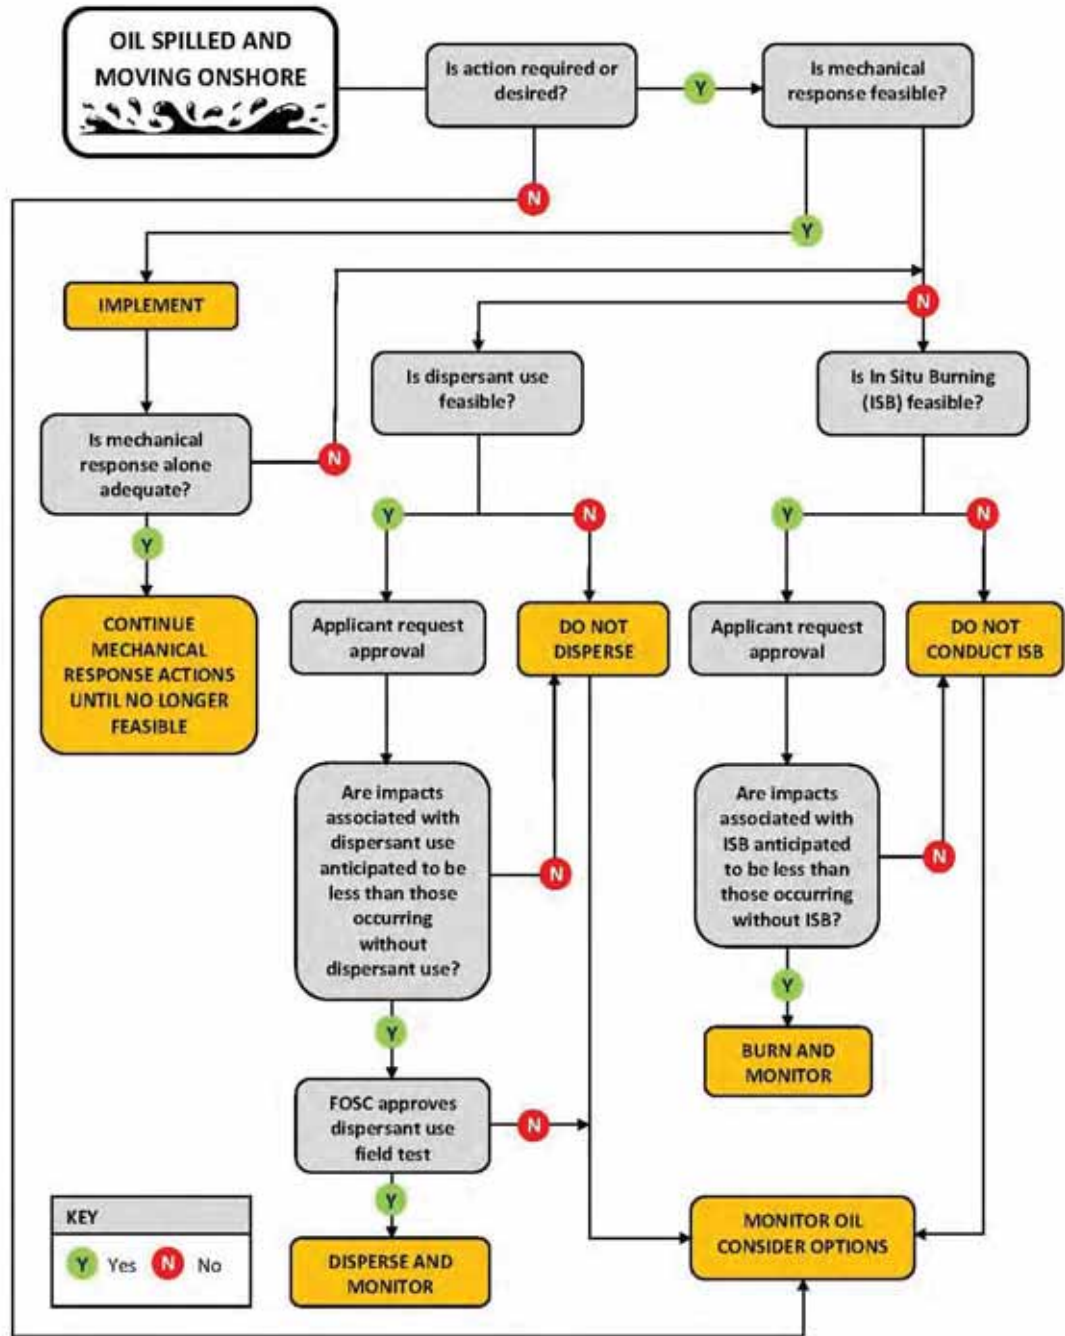 OIL SPILLED AND
MOVING ONSHORE
Is action required or
desired?
Y
Is mechanical
response feasible?
N
Y
IMPLEMENT
N
Is dispersant use
feasible?
Is In Situ Burning
(ISB) feasible?
Is mechanical
response alone
adequate?
N
Y
Y
N
Y
N
CONTINUE
MECHANICAL
RESPONSE ACTIONS
UNTIL NO LONGER
FEASIBLE
Applicant request
approval
DO NOT
DISPERSE
Applicant request
approval
DO NOT
CONDUCT ISB
Are impacts
associated with
dispersant use
anticipated to be
less than those
occurring
without
dispersant use?
N
Are impacts
associated with
ISB anticipated
to be less than
those occurring
without ISB?
N
Y
Y
BURN AND
MONITOR
FOSC approves
dispersant use
field test
N
Y
DISPERSE AND
MONITOR
MONITOR OIL
CONSIDER OPTIONS
KEY
Y Yes N No